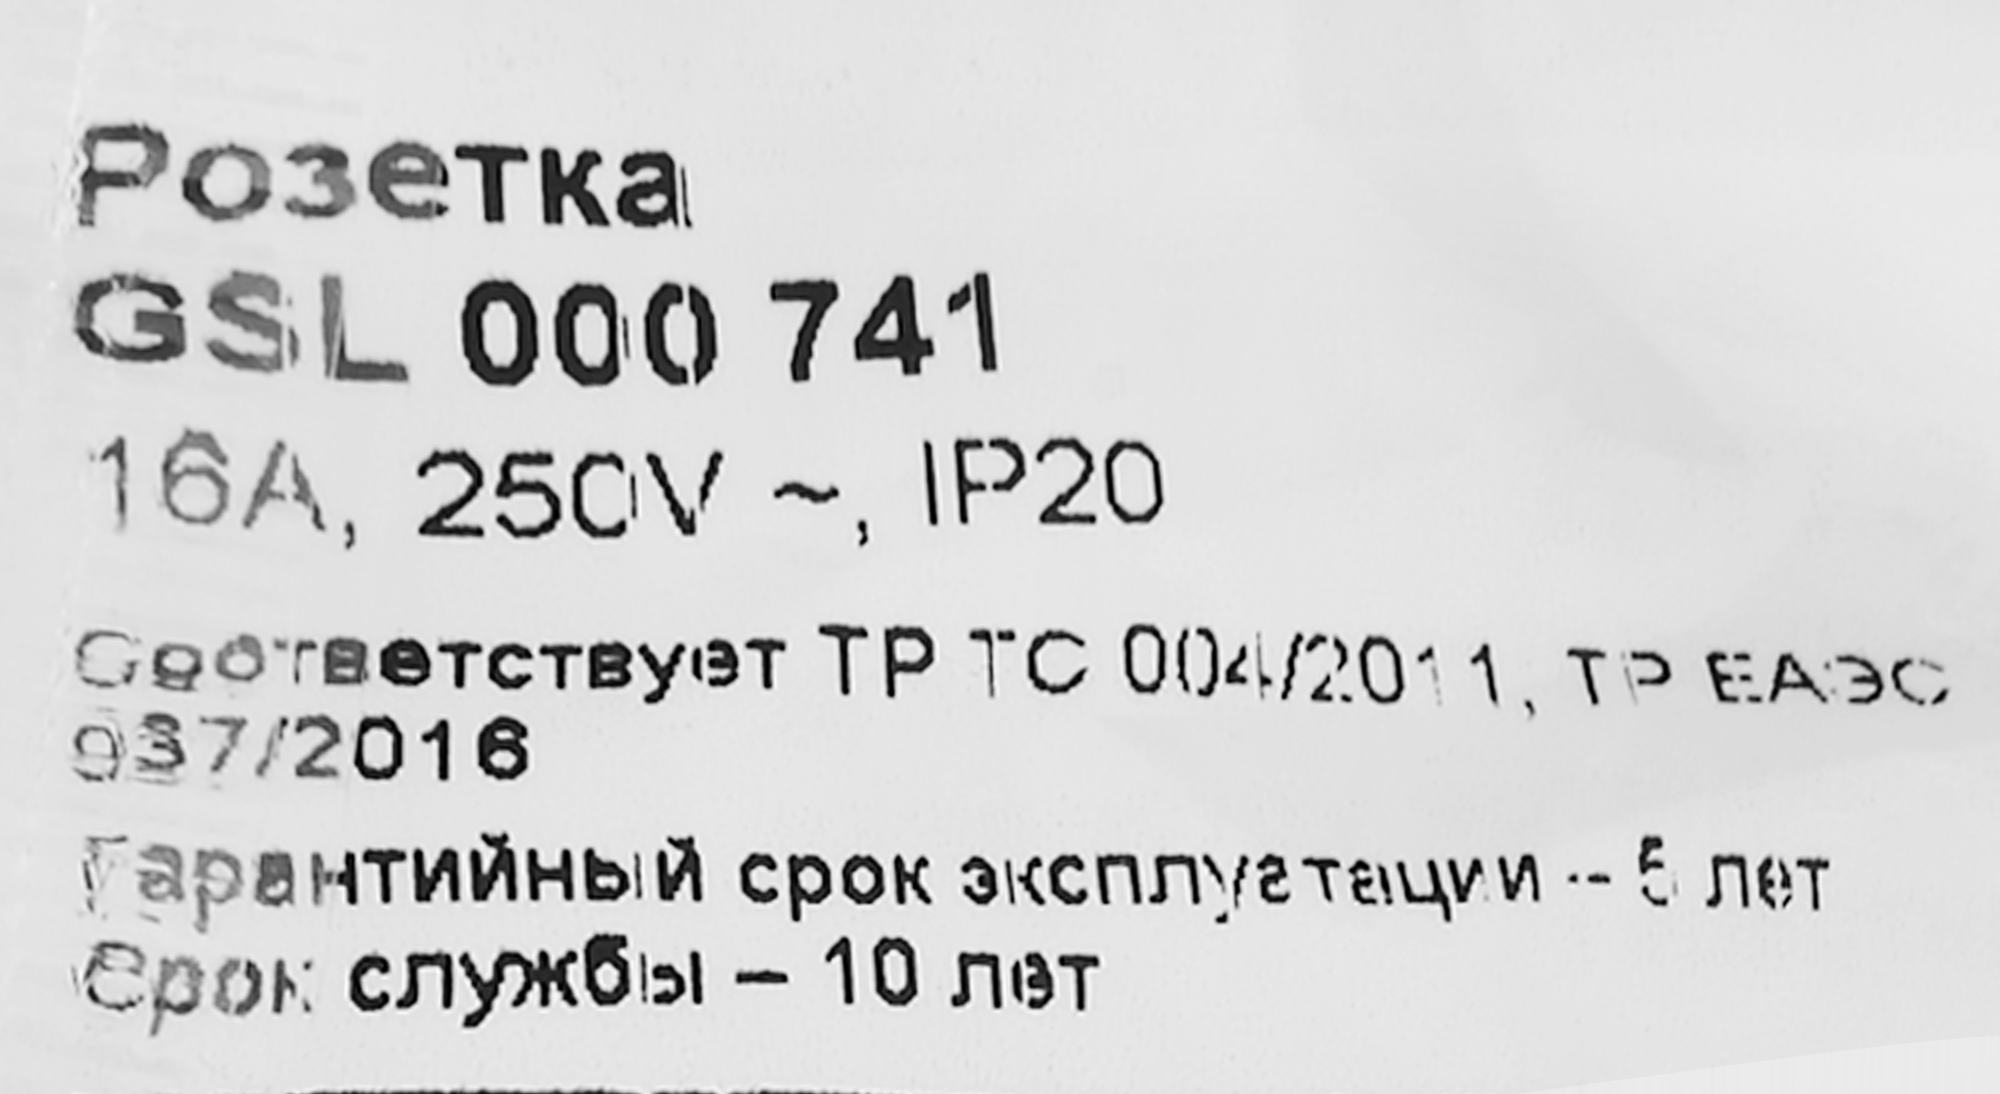 Розетка
GSL 000 741
16A, 250V ~, IP20
Соответствует ТР ТС 004/2011, ТР ЕАЭС
037/2016
Гарантийный срок эксплуатации – 5 лет
Срок службы – 10 лет